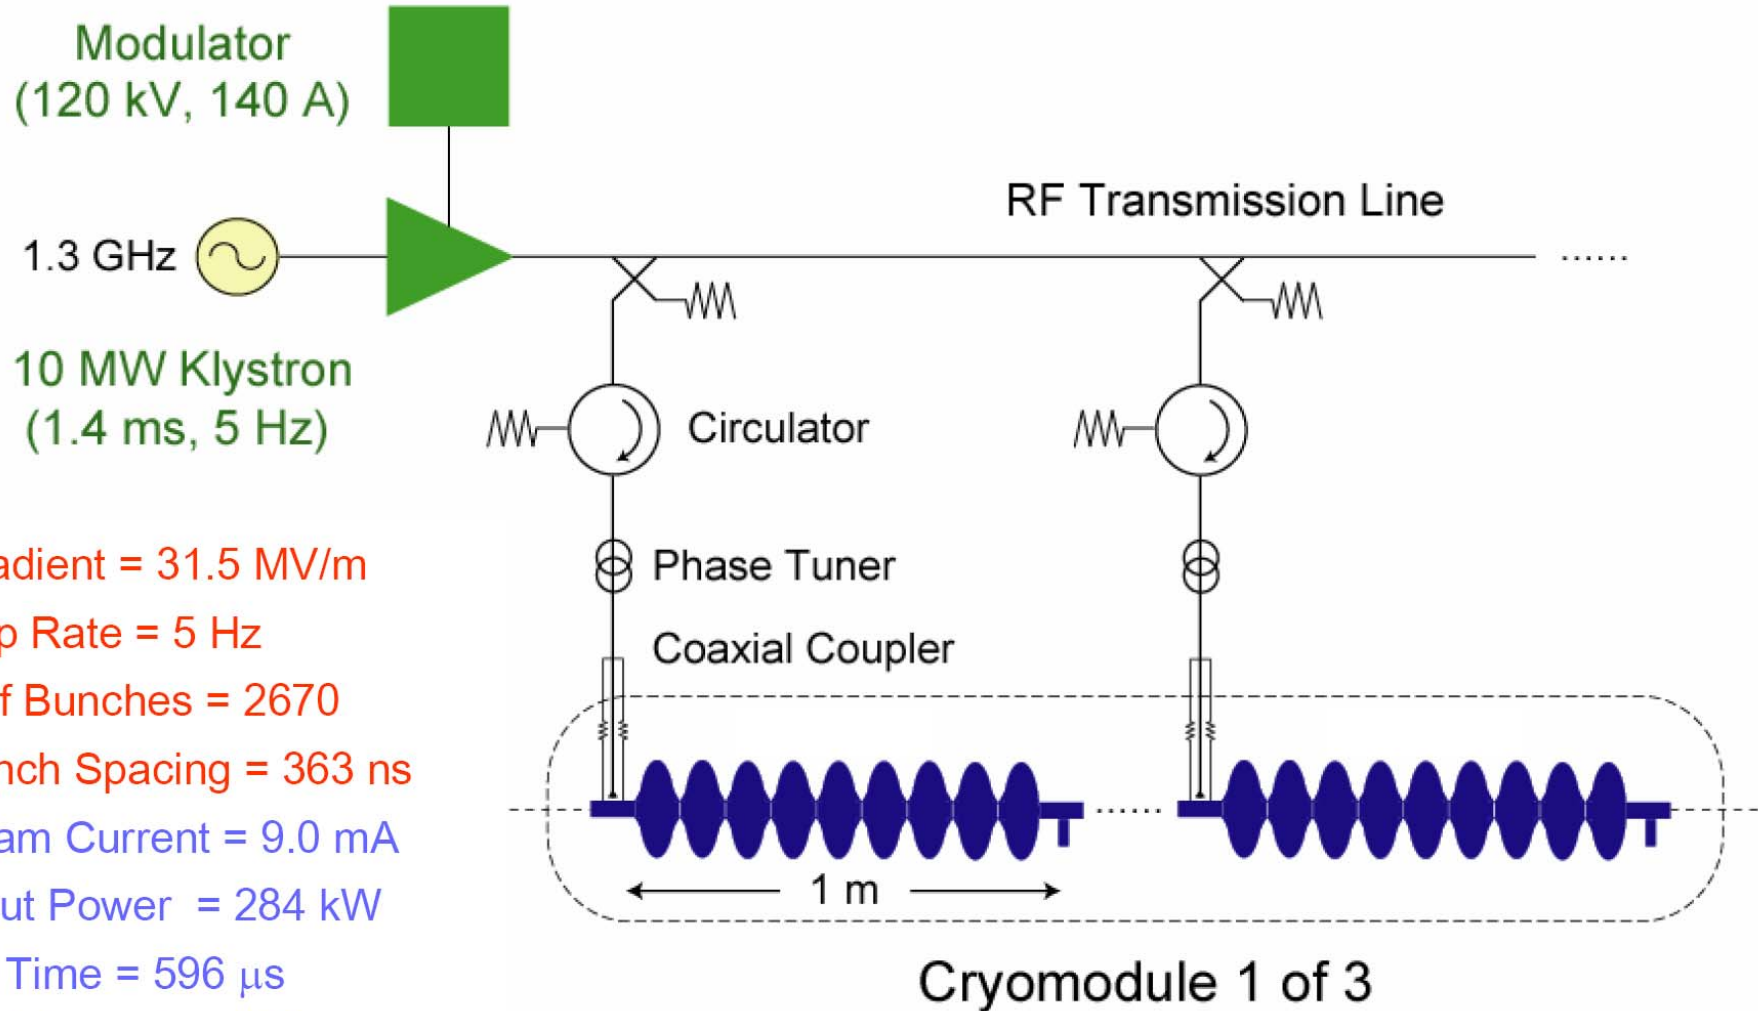 Modulator
(120 kV, 140 A)
RF Transmission Line
1.3 GHz
......
10 MW Klystron
(1.4 ms, 5 Hz)
Circulator
adient = 31.5 MV/m
p Rate = 5 Hz
f Bunches = 2670
nch Spacing = 363 ns
am Current = 9.0 mA
ut Power = 284 kW
Time = 596 μs
Phase Tuner
Coaxial Coupler
......
1 m
Cryomodule 1 of 3